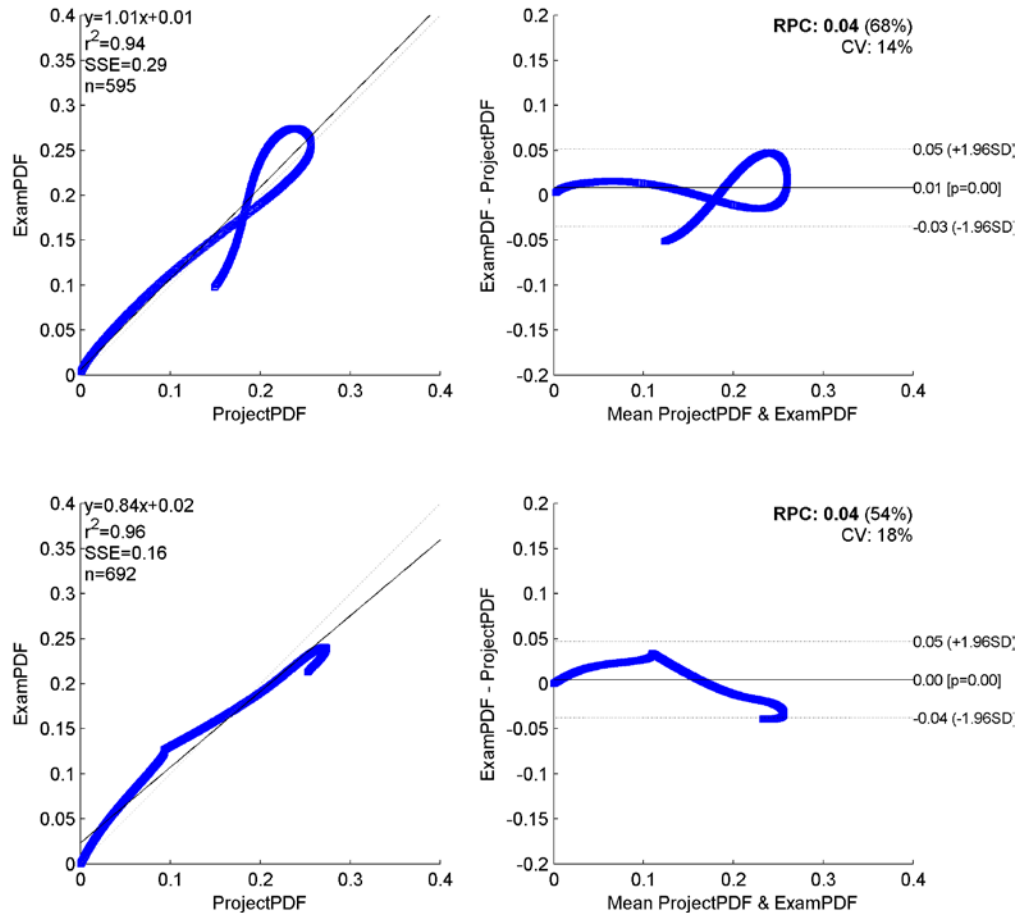 0.4
y=1.01x+0.01
r²=0.94
SSE=0.29
n=595
0.35
0.3
0.25
0.2
0.15
0.1
0.05
0
ExamPDF
0 0.1 0.2 0.3 0.4
ProjectPDF
0.2
0.15
0.1
0.05
0
-0.05
-0.1
-0.15
-0.2
ExamPDF - ProjectPDF
RPC: 0.04 (68%)
CV: 14%
0.05 (+1.96SD)
0.01 [p=0.00]
-0.03 (-1.96SD)
0 0.1 0.2 0.3 0.4
Mean ProjectPDF & ExamPDF
0.4
y=0.84x+0.02
r²=0.96
SSE=0.16
n=692
0.35
0.3
0.25
0.2
0.15
0.1
0.05
0
ExamPDF
0 0.1 0.2 0.3 0.4
ProjectPDF
0.2
0.15
0.1
0.05
0
-0.05
-0.1
-0.15
-0.2
ExamPDF - ProjectPDF
RPC: 0.04 (54%)
CV: 18%
0.05 (+1.96SD)
0.00 [p=0.00]
-0.04 (-1.96SD)
0 0.1 0.2 0.3 0.4
Mean ProjectPDF & ExamPDF